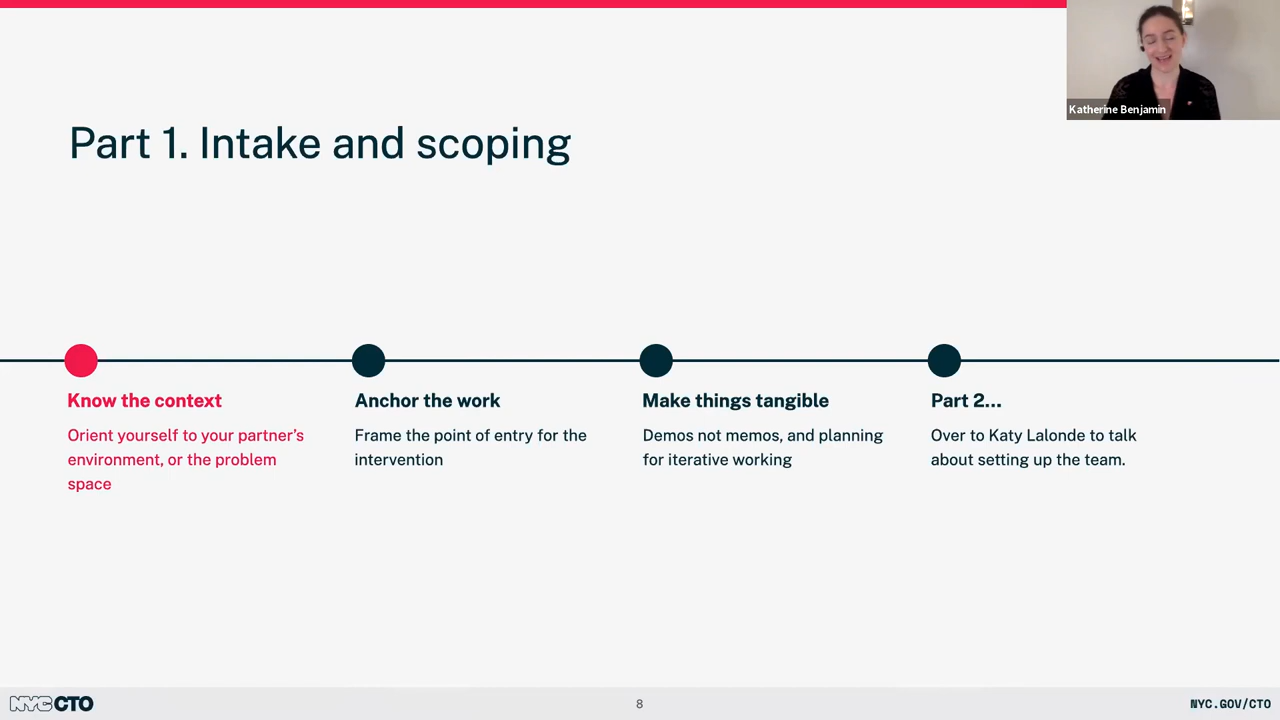 Katherine Benjamin
Part 1. Intake and scoping
Know the context
Orient yourself to your partner's
environment, or the problem
space
Anchor the work
Frame the point of entry for the
intervention
Make things tangible
Demos not memos, and planning
for iterative working
Part 2...
Over to Katy Lalonde to talk
about setting up the team.
NYC CTO
8
NYC.GOV/CTO